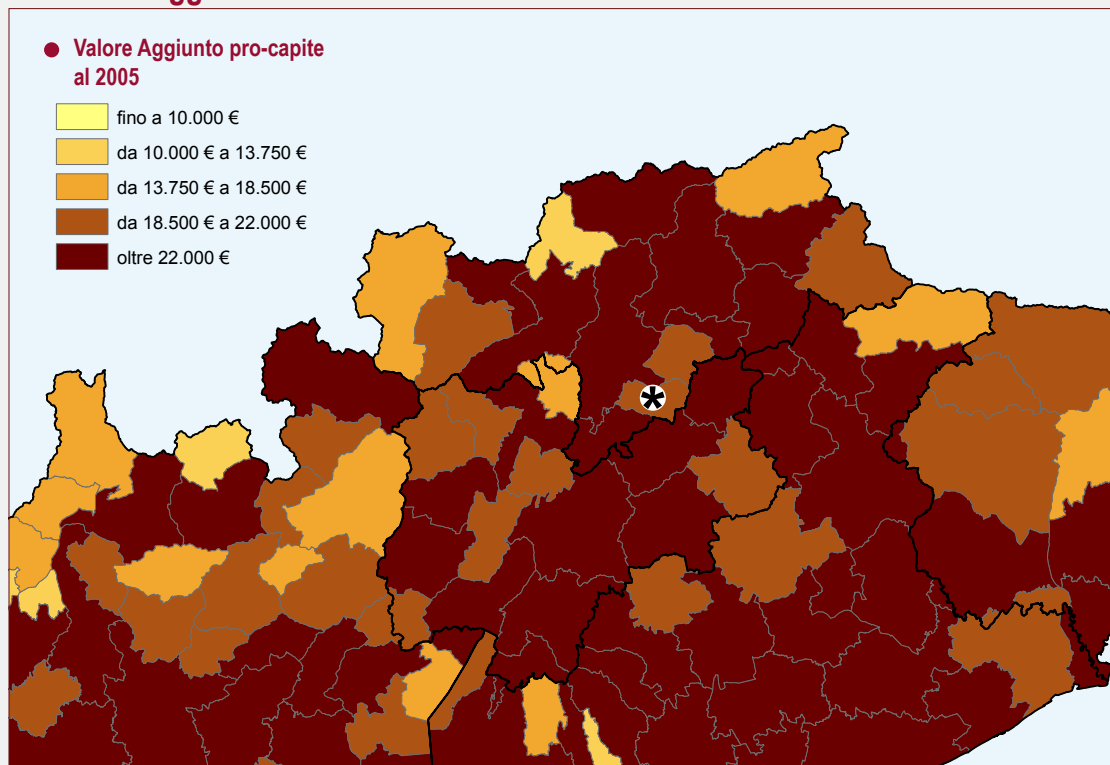 Valore Aggiunto pro-capite
al 2005
fino a 10.000 €
da 10.000 € a 13.750 €
da 13.750 € a 18.500 €
da 18.500 € a 22.000 €
oltre 22.000 €